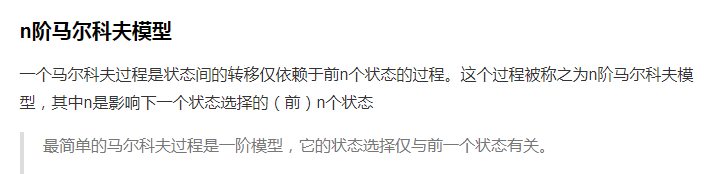 n阶马尔科夫模型
一个马尔科夫过程是状态间的转移仅依赖于前n个状态的过程。这个过程被称之为n阶马尔科夫模
型，其中n是影响下一个状态选择的（前）n个状态
最简单的马尔科夫过程是一阶模型，它的状态选择仅与前一个状态有关。